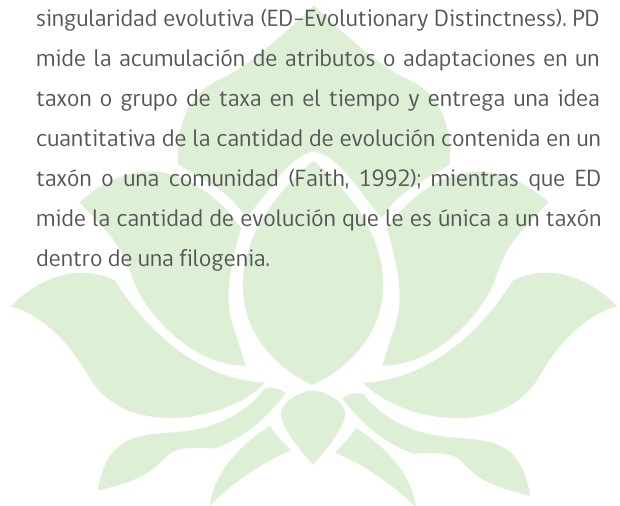 singularidad evolutiva (ED-Evolutionary Distinctness). PD
mide la acumulación de atributos o adaptaciones en un
taxon o grupo de taxa en el tiempo y entrega una idea
cuantitativa de la cantidad de evolución contenida en un
taxón o una comunidad (Faith, 1992); mientras que ED
mide la cantidad de evolución que le es única a un taxón
dentro de una filogenia.